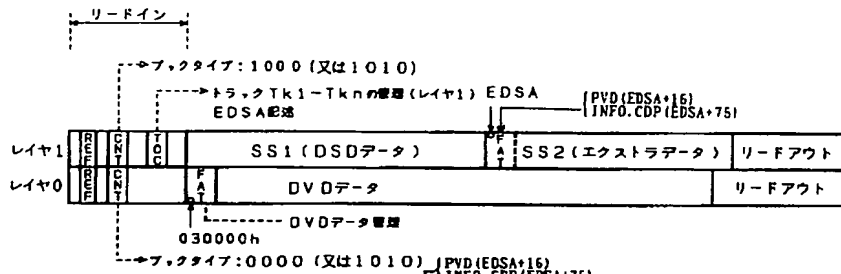 リードイン
ブックタイプ:1000 (又は1010)
トラックTk1-Tknの管理(レイヤ1)
EDSA記述
EDSA
PVD(EDSA+16)
INFO.CDP(EDSA+75)
レイヤ1
REF
CNT
TOC
SS1(DSDデータ)
FAT
SS2(エクストラデータ)
リードアウト
レイヤ0
REF
CNT
FAT
DVDデータ
リードアウト
DVDデータ管理
030000h
ブックタイプ:0000 (又は1010)
PVD(EDSA+16)
INFO.CDP(EDSA+75)